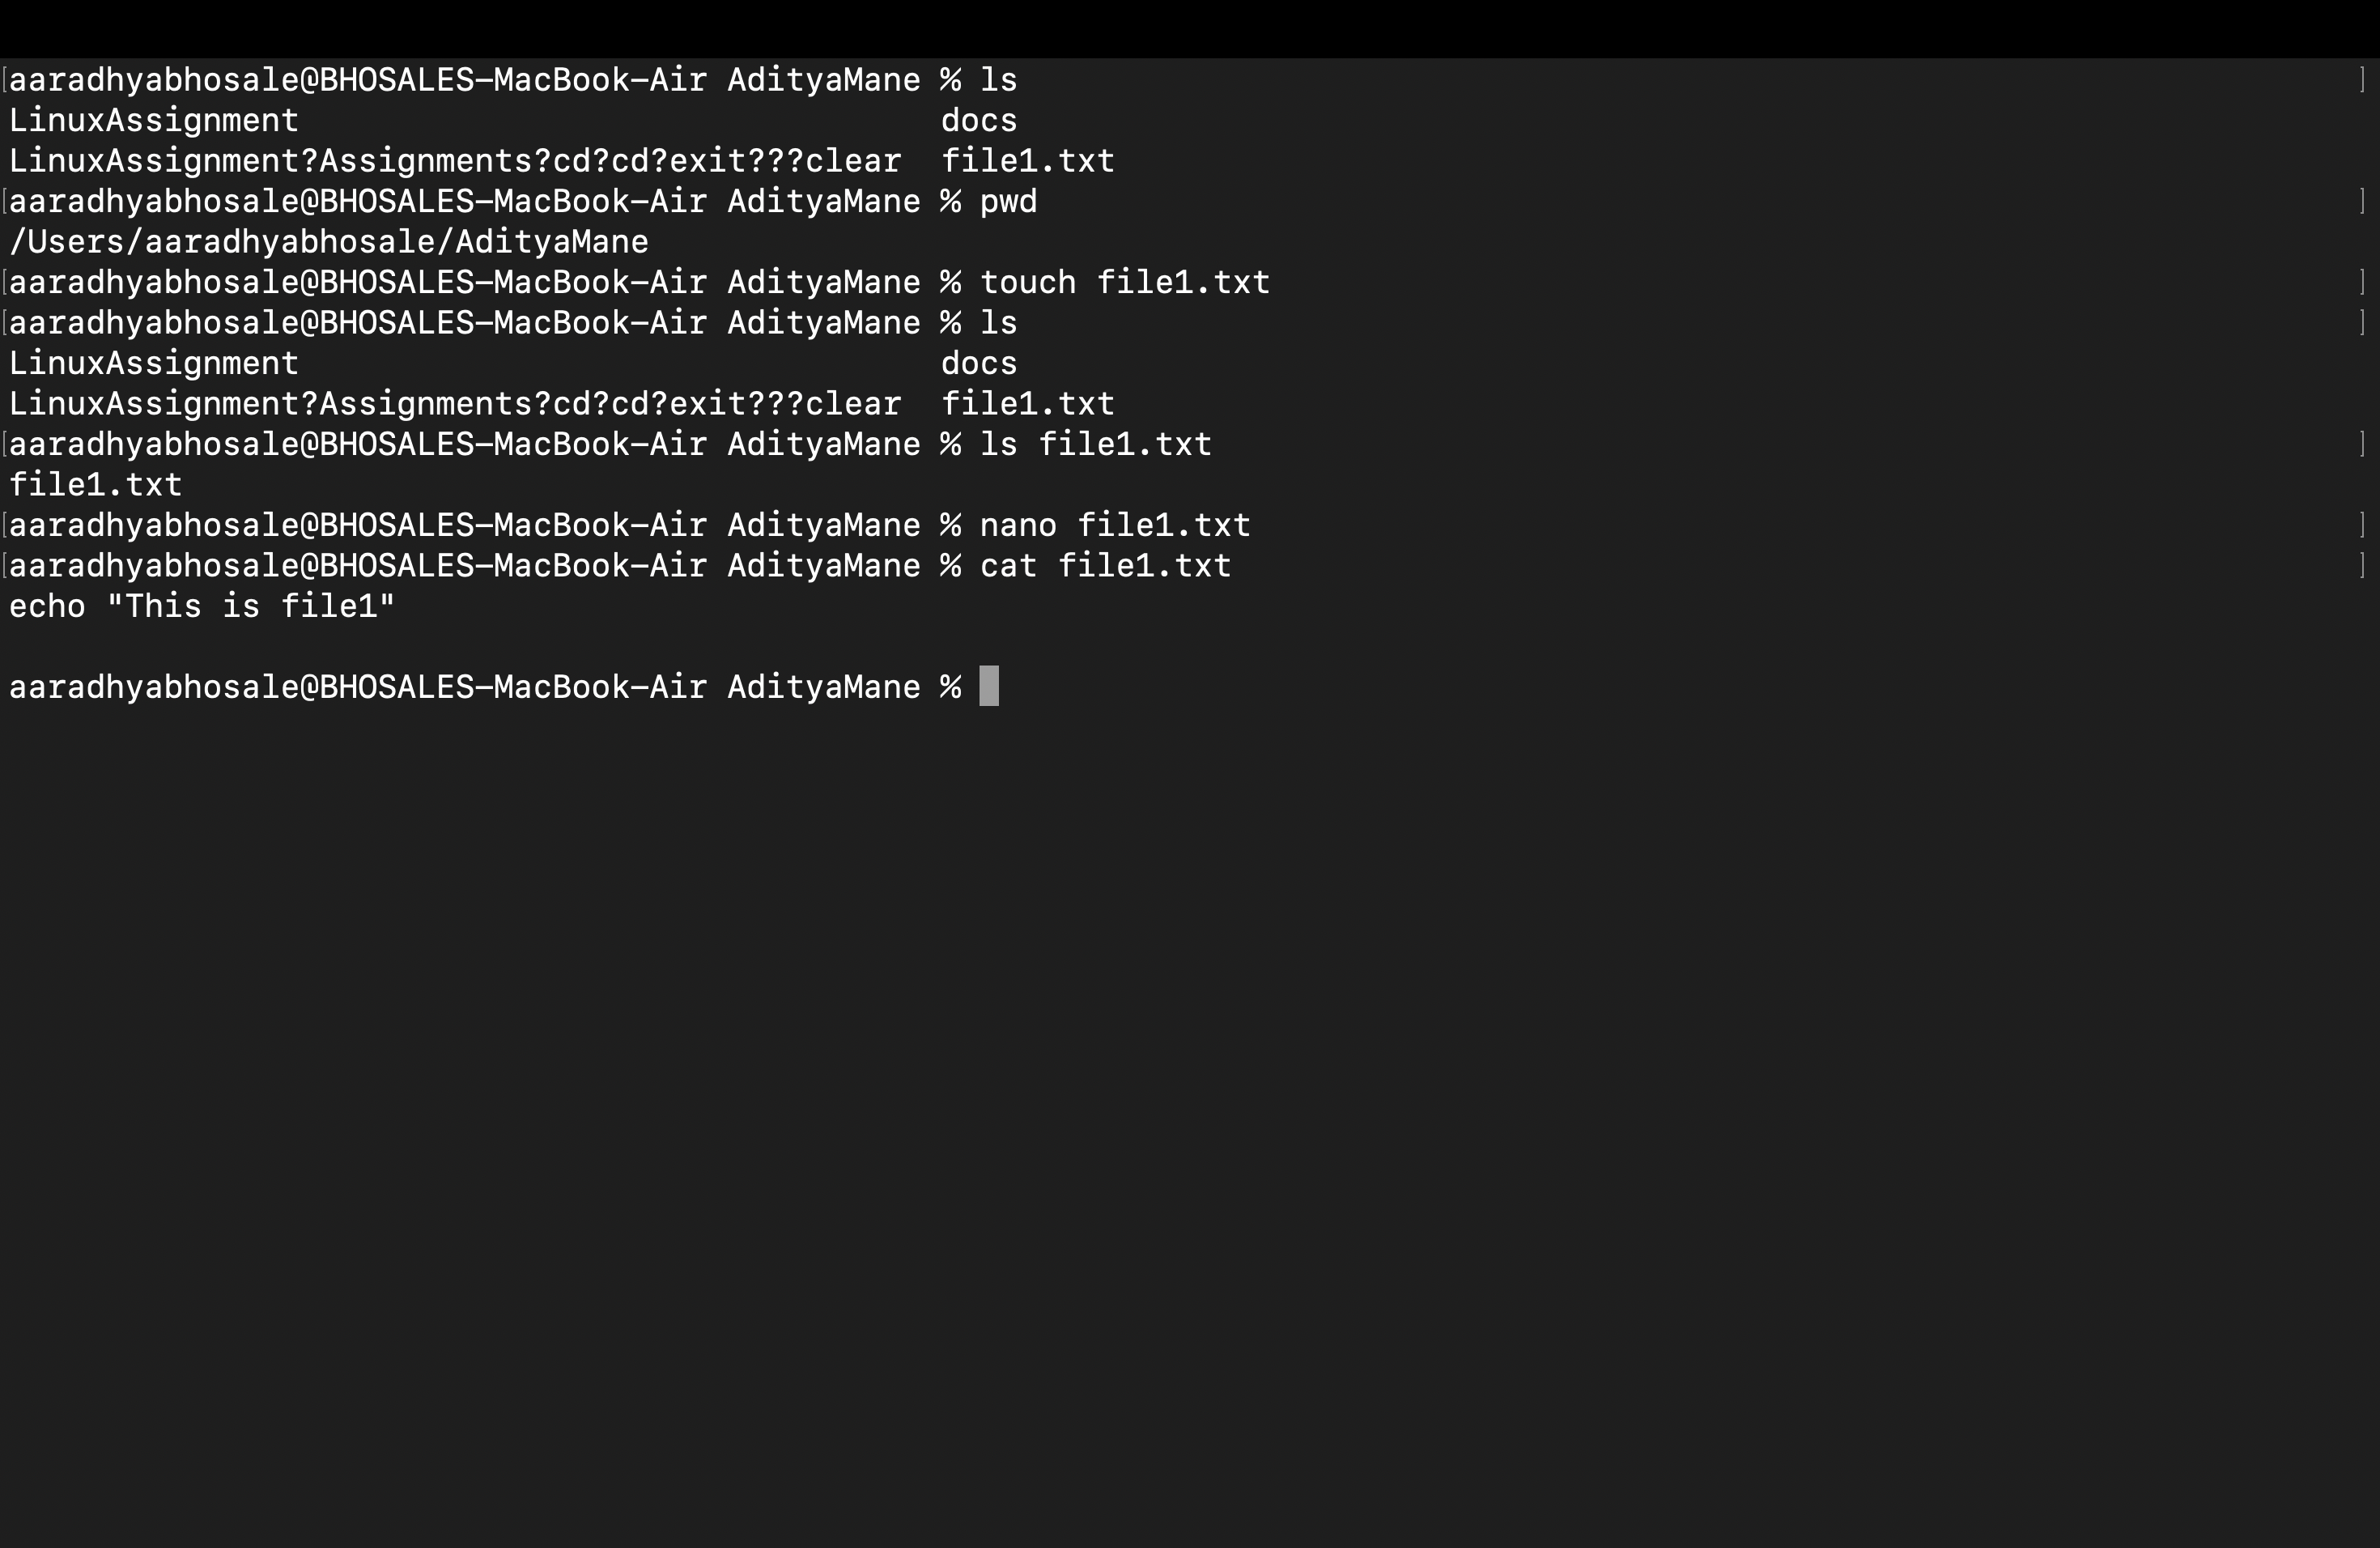 [aaradhyabhosale@BHOSALES-MacBook-Air AdityaMane % ls ]
LinuxAssignment docs
LinuxAssignment?Assignments?cd?cd?exit???clear file1.txt
[aaradhyabhosale@BHOSALES-MacBook-Air AdityaMane % pwd ]
/Users/aaradhyabhosale/AdityaMane
[aaradhyabhosale@BHOSALES-MacBook-Air AdityaMane % touch file1.txt ]
[aaradhyabhosale@BHOSALES-MacBook-Air AdityaMane % ls ]
LinuxAssignment docs
LinuxAssignment?Assignments?cd?cd?exit???clear file1.txt
[aaradhyabhosale@BHOSALES-MacBook-Air AdityaMane % ls file1.txt ]
file1.txt
[aaradhyabhosale@BHOSALES-MacBook-Air AdityaMane % nano file1.txt ]
[aaradhyabhosale@BHOSALES-MacBook-Air AdityaMane % cat file1.txt ]
echo "This is file1"
aaradhyabhosale@BHOSALES-MacBook-Air AdityaMane %